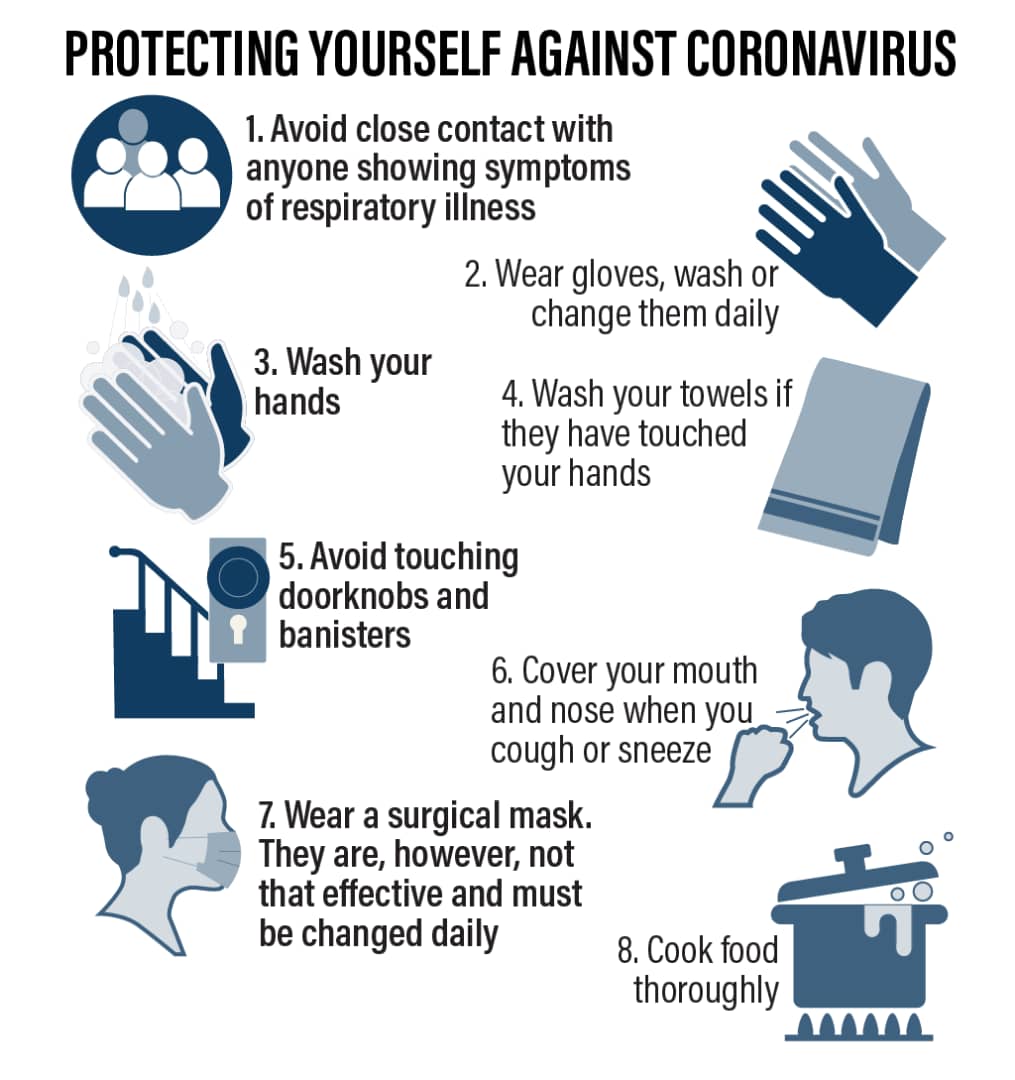 PROTECTING YOURSELF AGAINST CORONAVIRUS
1. Avoid close contact with
anyone showing symptoms
of respiratory illness
2. Wear gloves, wash or
change them daily
3. Wash your
hands
4. Wash your towels if
they have touched
your hands
5. Avoid touching
doorknobs and
banisters
6. Cover your mouth
and nose when you
cough or sneeze
7. Wear a surgical mask.
They are, however, not
that effective and must
be changed daily
8. Cook food
thoroughly